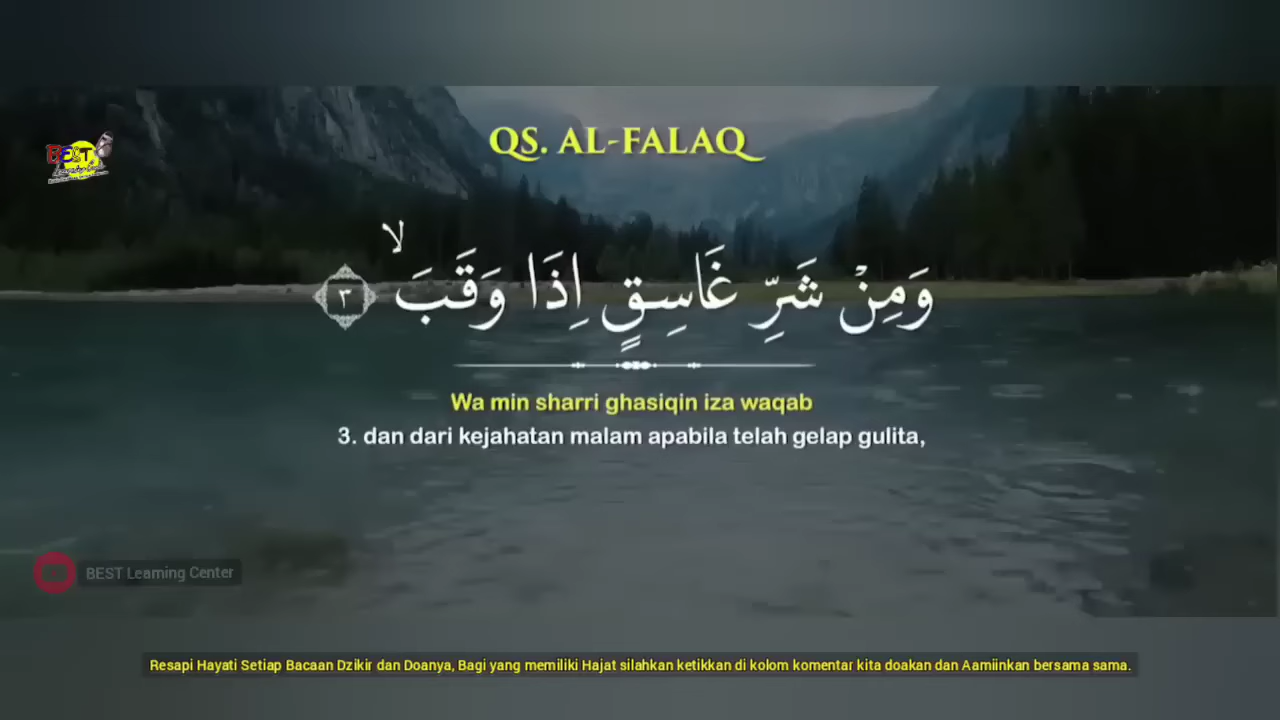 QS. AL-FALAQ
BEST
وَمِنْ شَرِّ غَاسِقٍ اِذَا وَقَبَۙ ٣
Wa min sharri ghasiqin iza waqab
3. dan dari kejahatan malam apabila telah gelap gulita,
BEST Learning Center
Resapi Hayati Setiap Bacaan Dzikir dan Doanya, Bagi yang memiliki Hajat silahkan ketikkan di kolom komentar kita doakan dan Aamiinkan bersama sama.